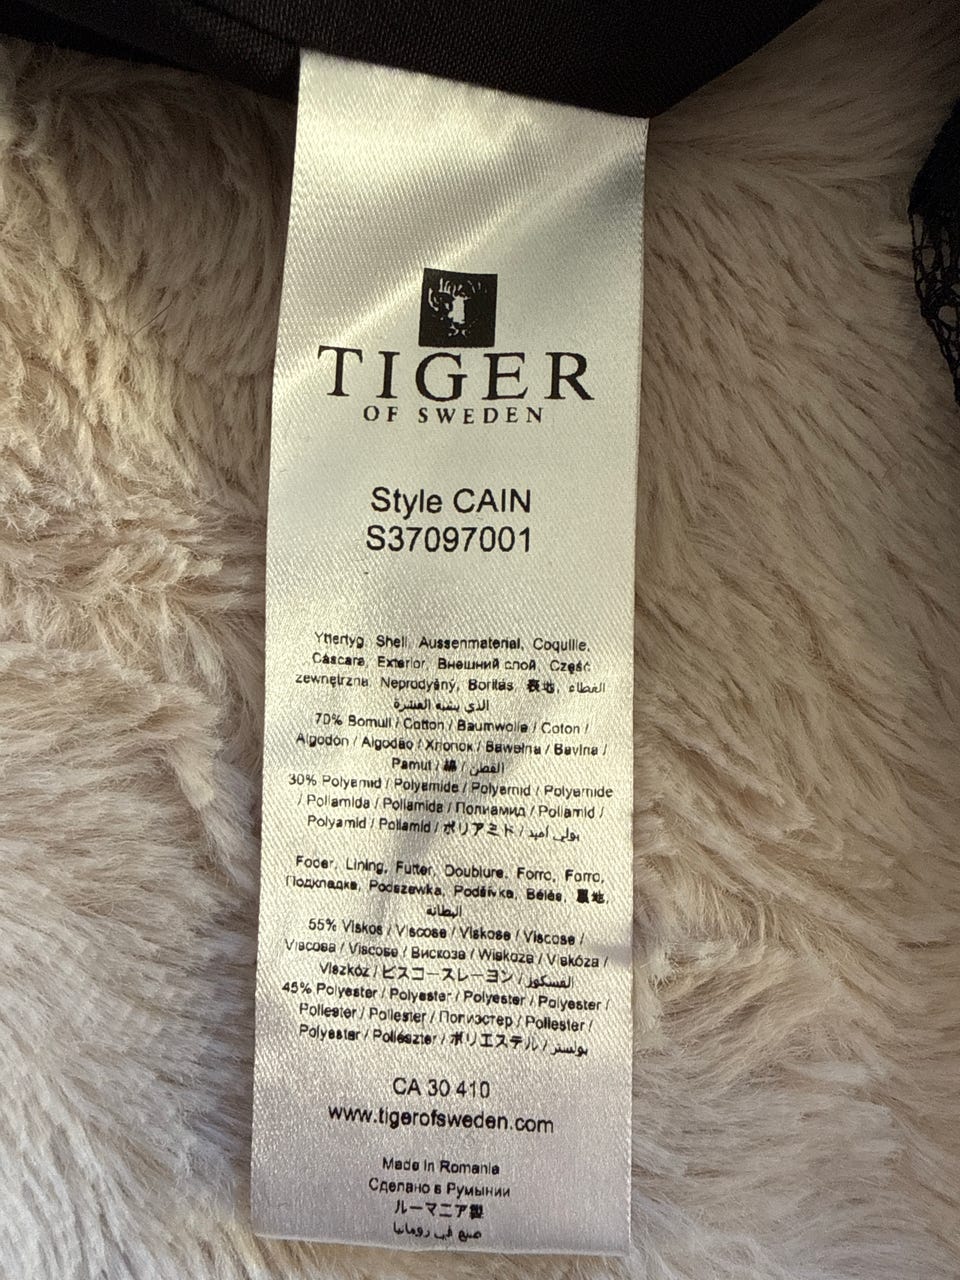 TIGER
OF SWEDEN
Style CAIN
S37097001
Yttertyg, Shell, Aussenmaterial, Coquille,
Cáscara, Exterior, Внешний слой, Część
zewnętrzna, Neprodyšný, Borítás, 表地, الغطاء
الذي يشبه القشرة
70% Bomull / Cotton / Baumwolle / Coton /
Algodón / Algodão / Хлопок / Bawełna / Bavlna /
Pamut / 綿 / القطن
30% Polyamid / Polyamide / Polyamid / Polyamide
/ Poliamida / Poliamida / Полиамид / Poliamid /
Polyamid / Poliamid / ポリアミド / بولي أميد
Foder, Lining, Futter, Doublure, Forro, Forro,
Подкладка, Podszewka, Podšívka, Bélés, 裏地,
البطانة
55% Viskos / Viscose / Viskose / Viscose /
Viscosa / Viscose / Вискоза / Wiskoza / Viskóza /
Viszkóz / ビスコースレーヨン / الفسكوز
45% Polyester / Polyester / Polyester / Polyester /
Poliester / Poliester / Полиэстер / Poliester /
Polyester / Poliészter / ポリエステル / بولستر
CA 30 410
www.tigerofsweden.com
Made in Romania
Сделано в Румынии
ルーマニア製
صنع في رومانيا